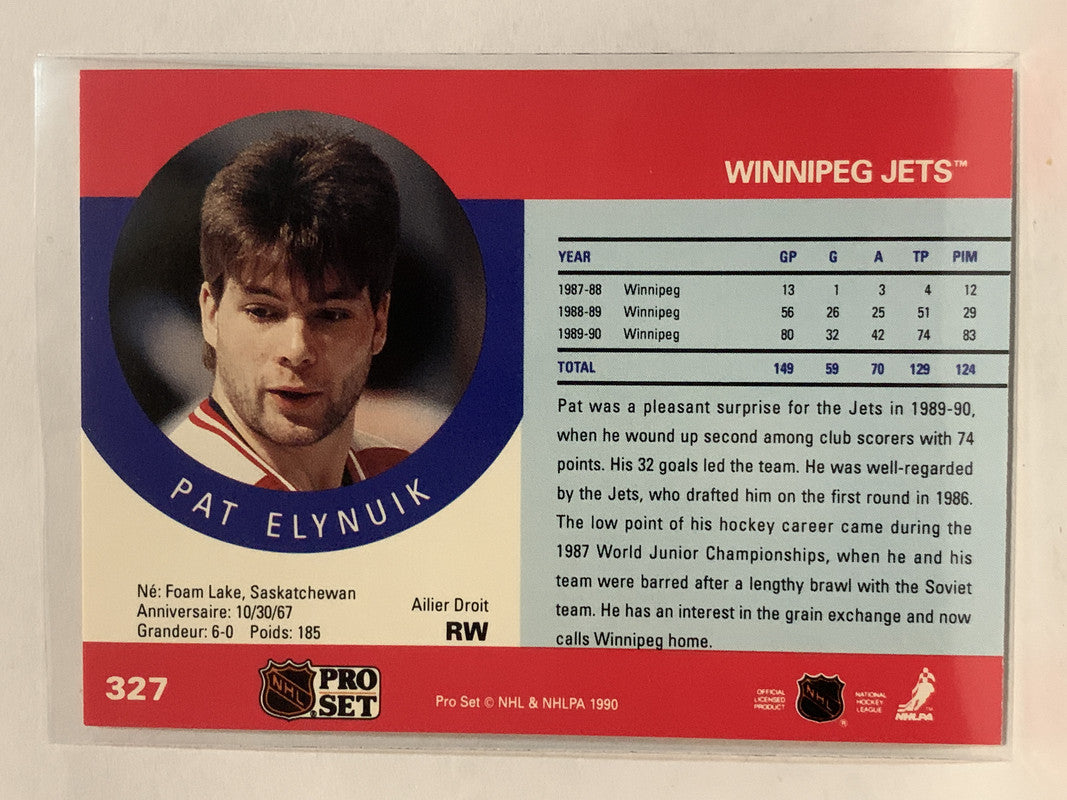 WINNIPEG JETS™
YEAR GP G A TP PIM
1987-88 Winnipeg 13 1 3 4 12
1988-89 Winnipeg 56 26 25 51 29
1989-90 Winnipeg 80 32 42 74 83
TOTAL 149 59 70 129 124
Pat was a pleasant surprise for the Jets in 1989-90,
when he wound up second among club scorers with 74
points. His 32 goals led the team. He was well-regarded
by the Jets, who drafted him on the first round in 1986.
The low point of his hockey career came during the
1987 World Junior Championships, when he and his
team were barred after a lengthy brawl with the Soviet
team. He has an interest in the grain exchange and now
calls Winnipeg home.
PAT ELYNUIK
Né: Foam Lake, Saskatchewan
Anniversaire: 10/30/67
Grandeur: 6-0 Poids: 185
Ailier Droit
RW
327
NHL
PRO
SET
®
Pro Set © NHL & NHLPA 1990
OFFICIAL
LICENSED
PRODUCT
NHL
®
NATIONAL
HOCKEY
LEAGUE
NHLPA
™